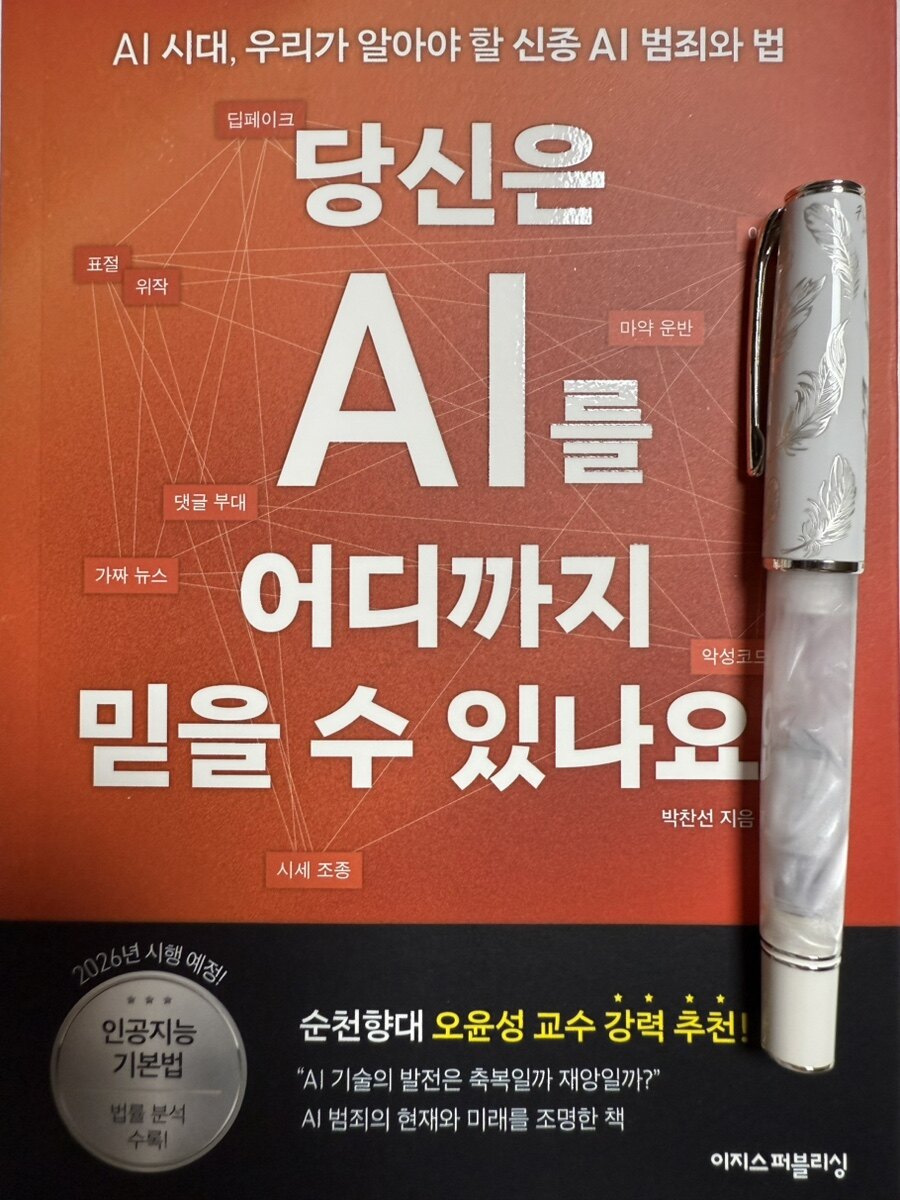 AI 시대, 우리가 알아야 할 신종 AI 범죄와 법
딥페이크
당신은
표절
위작
마약 운반
AI를
댓글 부대
가짜 뉴스
어디까지
악성코드
믿을 수 있나요
박찬선 지음
시세 조종
2026년 시행 예정!
인공지능
기본법
법률 분석
수록!
순천향대 오윤성 교수 강력 추천!
“AI 기술의 발전은 축복일까 재앙일까?”
AI 범죄의 현재와 미래를 조명한 책
이지스 퍼블리싱